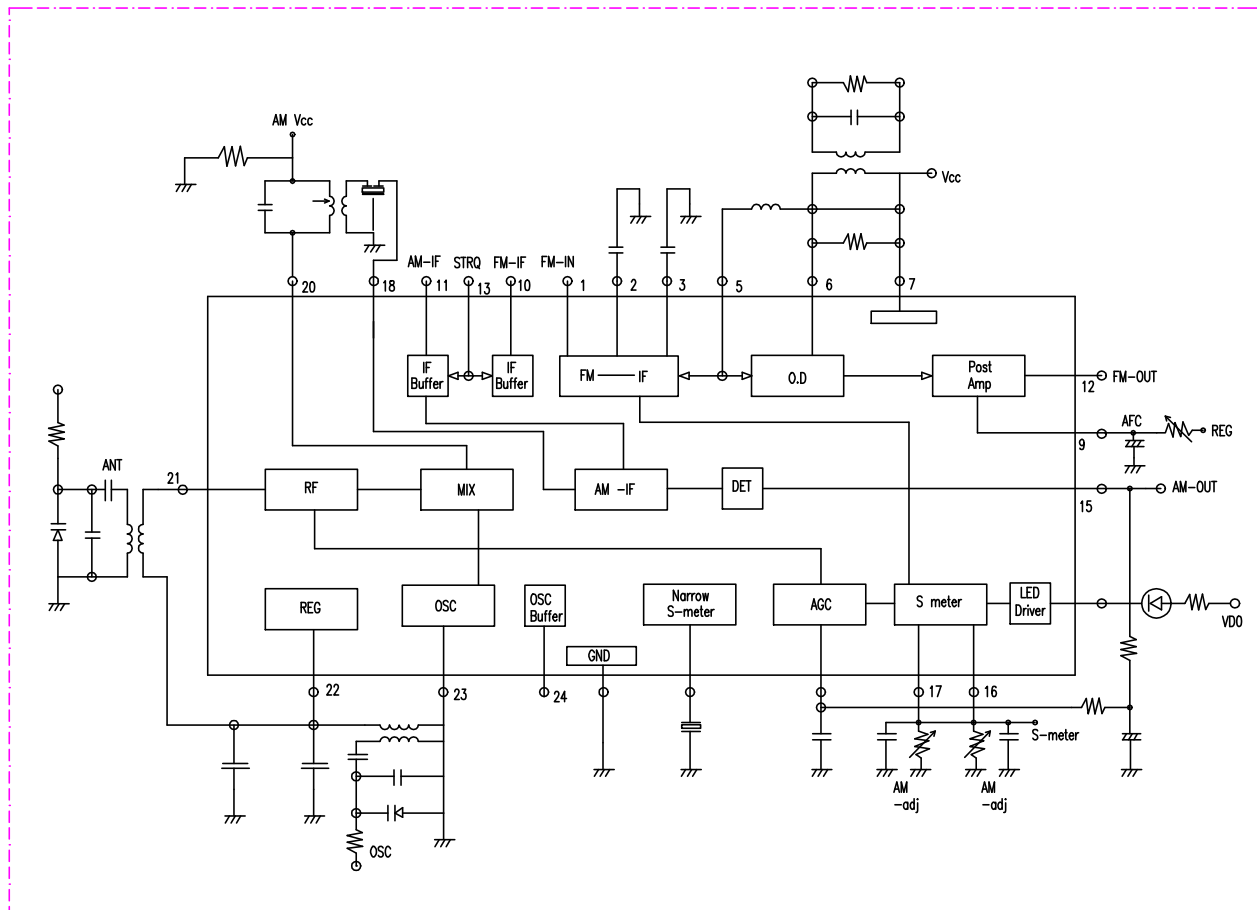 AM Vcc
Vcc
AM-IF STRQ FM-IF FM-IN
20 18 11 13 10 1 2 3 5 6 7
IF
Buffer
IF
Buffer
FM IF
O.D
Post
Amp
12 FM-OUT
AFC
9 REG
ANT
21
RF
MIX
AM -IF
DET
AM-OUT
15
REG
OSC
OSC
Buffer
Narrow
S-meter
AGC
S meter
LED
Driver
VDO
GND
22
23
24
17
16
S-meter
AM
-adj
AM
-adj
OSC